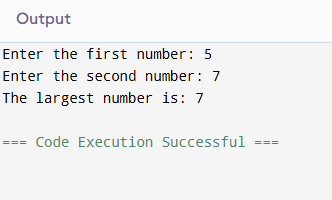 Output
Enter the first number: 5
Enter the second number: 7
The largest number is: 7
=== Code Execution Successful ===